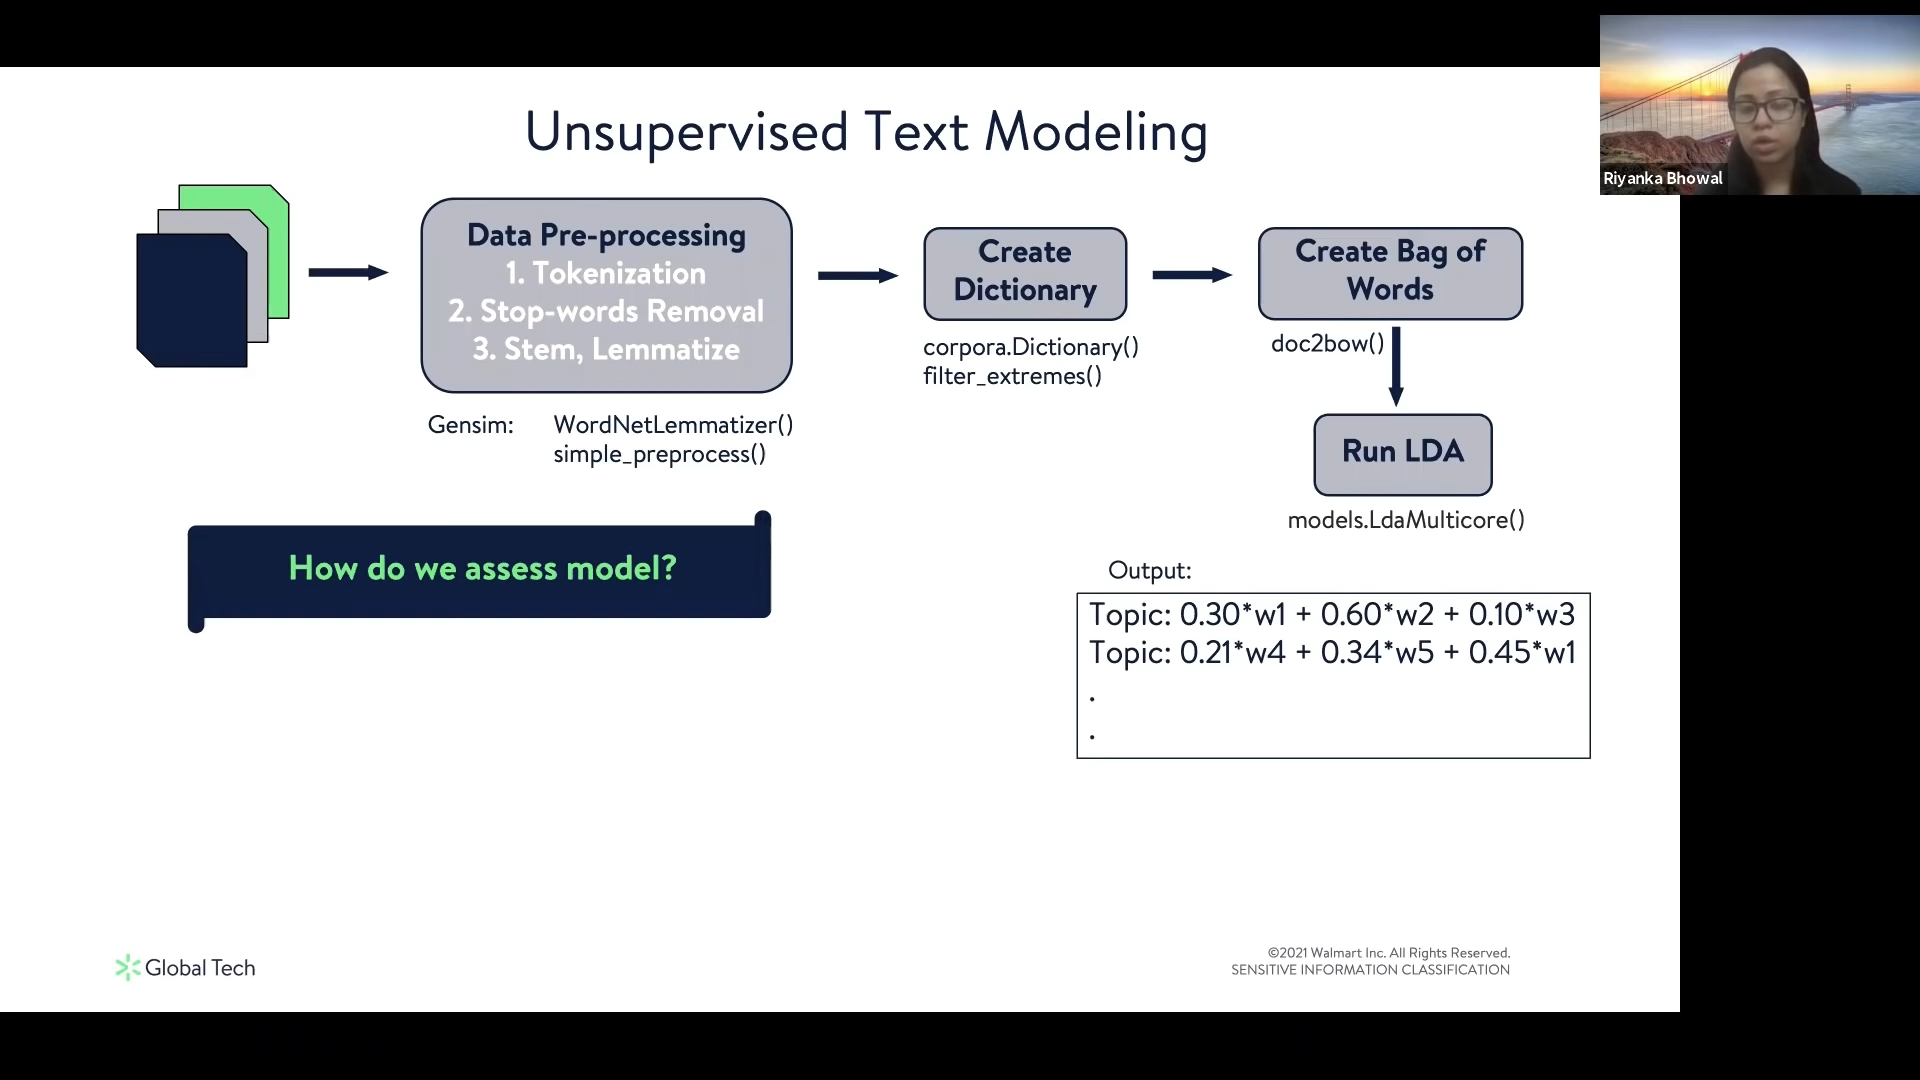 Unsupervised Text Modeling
Riyanka Bhowal
Data Pre-processing
1. Tokenization
2. Stop-words Removal
3. Stem, Lemmatize
Gensim: WordNetLemmatizer()
simple_preprocess()
Create
Dictionary
corpora.Dictionary()
filter_extremes()
Create Bag of
Words
doc2bow()
Run LDA
models.LdaMulticore()
How do we assess model?
Output:
Topic: 0.30*w1 + 0.60*w2 + 0.10*w3
Topic: 0.21*w4 + 0.34*w5 + 0.45*w1
.
.
Global Tech
©2021 Walmart Inc. All Rights Reserved.
SENSITIVE INFORMATION CLASSIFICATION